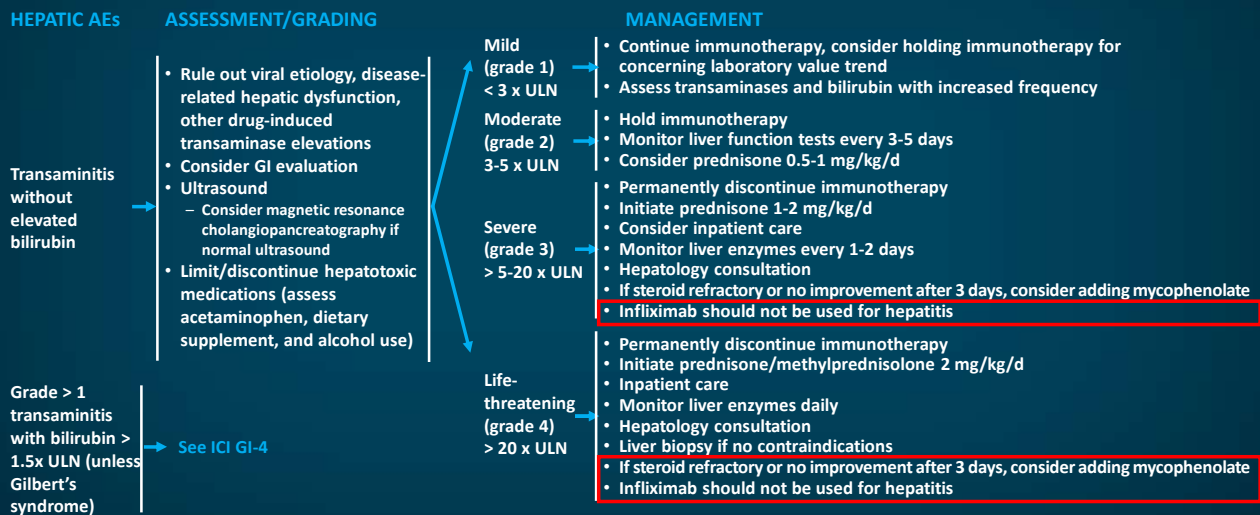 HEPATIC AEs
ASSESSMENT/GRADING
MANAGEMENT
Transaminitis
without
elevated
bilirubin
• Rule out viral etiology, disease-
related hepatic dysfunction,
other drug-induced
transaminase elevations
• Consider GI evaluation
• Ultrasound
– Consider magnetic resonance
cholangiopancreatography if
normal ultrasound
• Limit/discontinue hepatotoxic
medications (assess
acetaminophen, dietary
supplement, and alcohol use)
Mild
(grade 1)
< 3 x ULN
• Continue immunotherapy, consider holding immunotherapy for
concerning laboratory value trend
• Assess transaminases and bilirubin with increased frequency
Moderate
(grade 2)
3-5 x ULN
• Hold immunotherapy
• Monitor liver function tests every 3-5 days
• Consider prednisone 0.5-1 mg/kg/d
Severe
(grade 3)
> 5-20 x ULN
• Permanently discontinue immunotherapy
• Initiate prednisone 1-2 mg/kg/d
• Consider inpatient care
• Monitor liver enzymes every 1-2 days
• Hepatology consultation
• If steroid refractory or no improvement after 3 days, consider adding mycophenolate
• Infliximab should not be used for hepatitis
Life-
threatening
(grade 4)
> 20 x ULN
• Permanently discontinue immunotherapy
• Initiate prednisone/methylprednisolone 2 mg/kg/d
• Inpatient care
• Monitor liver enzymes daily
• Hepatology consultation
• Liver biopsy if no contraindications
• If steroid refractory or no improvement after 3 days, consider adding mycophenolate
• Infliximab should not be used for hepatitis
Grade > 1
transaminitis
with bilirubin >
1.5x ULN (unless
Gilbert's
syndrome)
See ICI GI-4